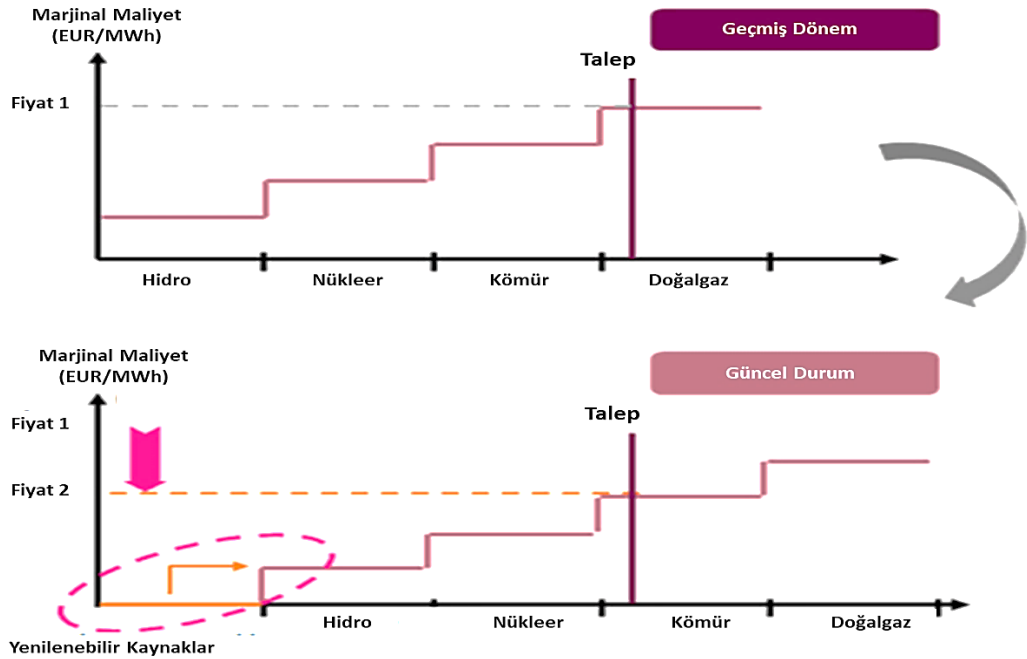 Marjinal Maliyet
(EUR/MWh)
Geçmiş Dönem
Talep
Fiyat 1
Hidro
Nükleer
Kömür
Doğalgaz
Marjinal Maliyet
(EUR/MWh)
Güncel Durum
Talep
Fiyat 1
Fiyat 2
Hidro
Nükleer
Kömür
Doğalgaz
Yenilenebilir Kaynaklar